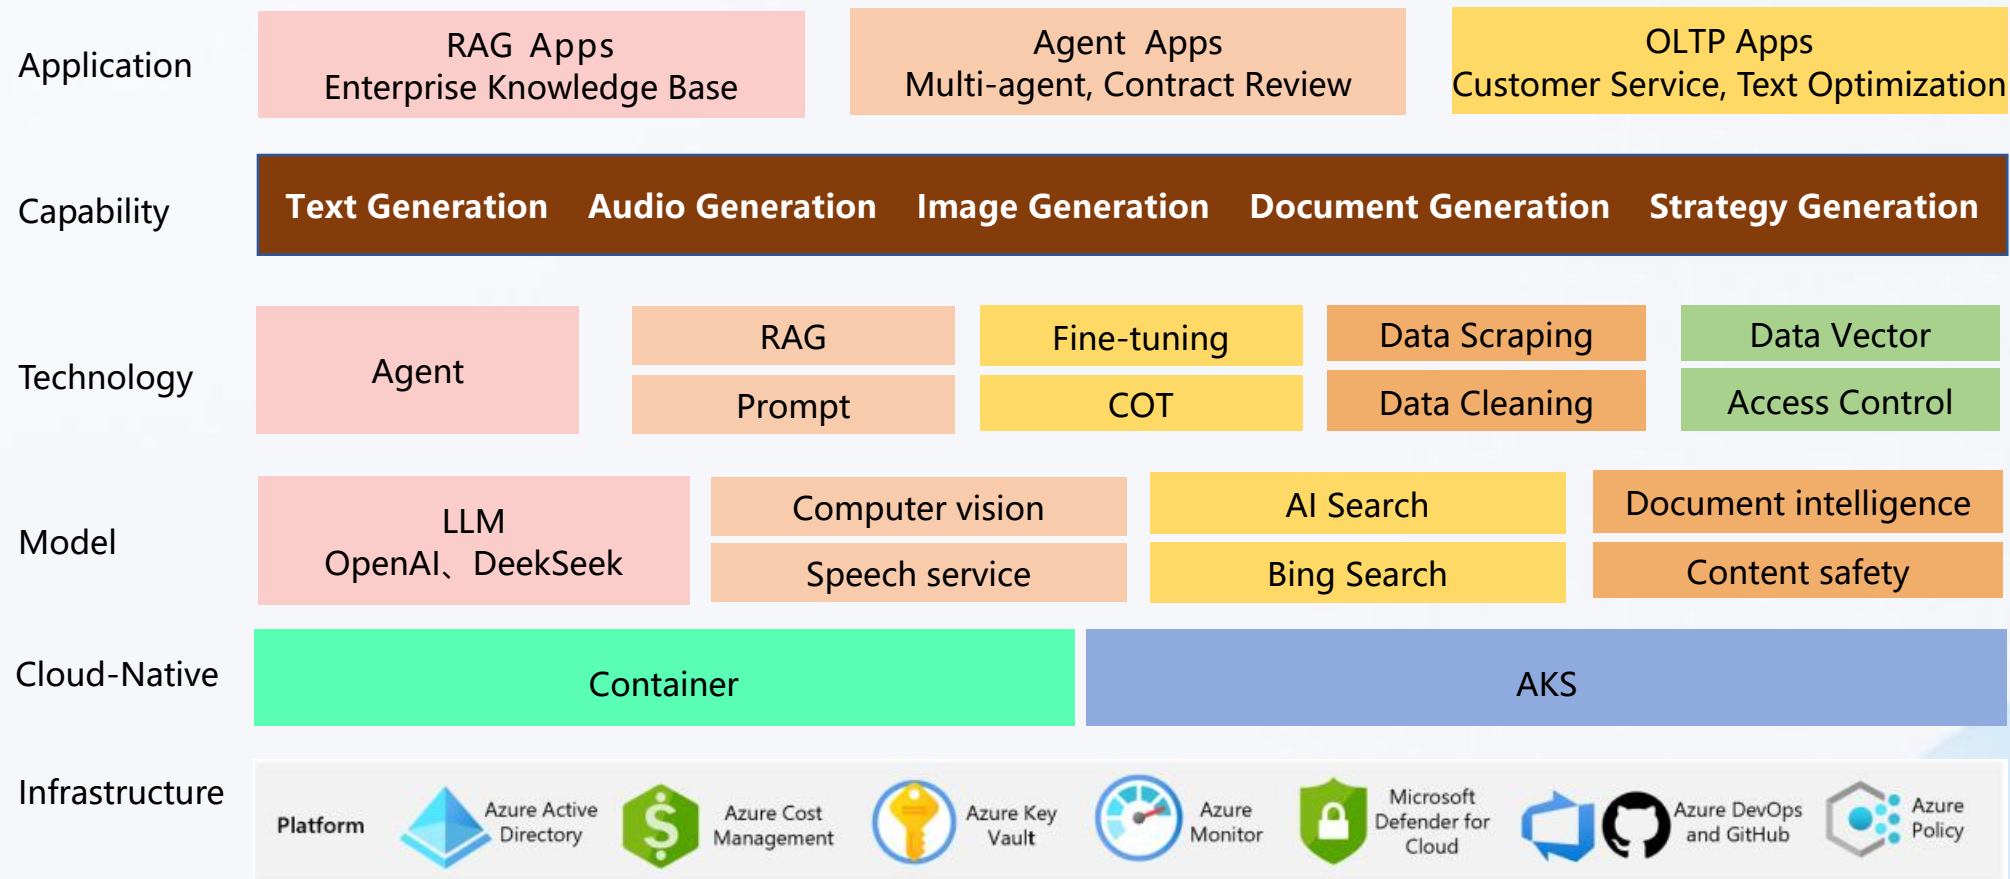 Application
RAG Apps
Enterprise Knowledge Base
Agent Apps
Multi-agent, Contract Review
OLTP Apps
Customer Service, Text Optimization
Capability
Text Generation Audio Generation Image Generation Document Generation Strategy Generation
Technology
Agent
RAG
Prompt
Fine-tuning
COT
Data Scraping
Data Cleaning
Data Vector
Access Control
Model
LLM
OpenAI、DeekSeek
Computer vision
Speech service
AI Search
Bing Search
Document intelligence
Content safety
Cloud-Native
Container
AKS
Infrastructure
Platform
Azure Active
Directory
Azure Cost
Management
Azure Key
Vault
Azure
Monitor
Microsoft
Defender for
Cloud
Azure DevOps
and GitHub
Azure
Policy